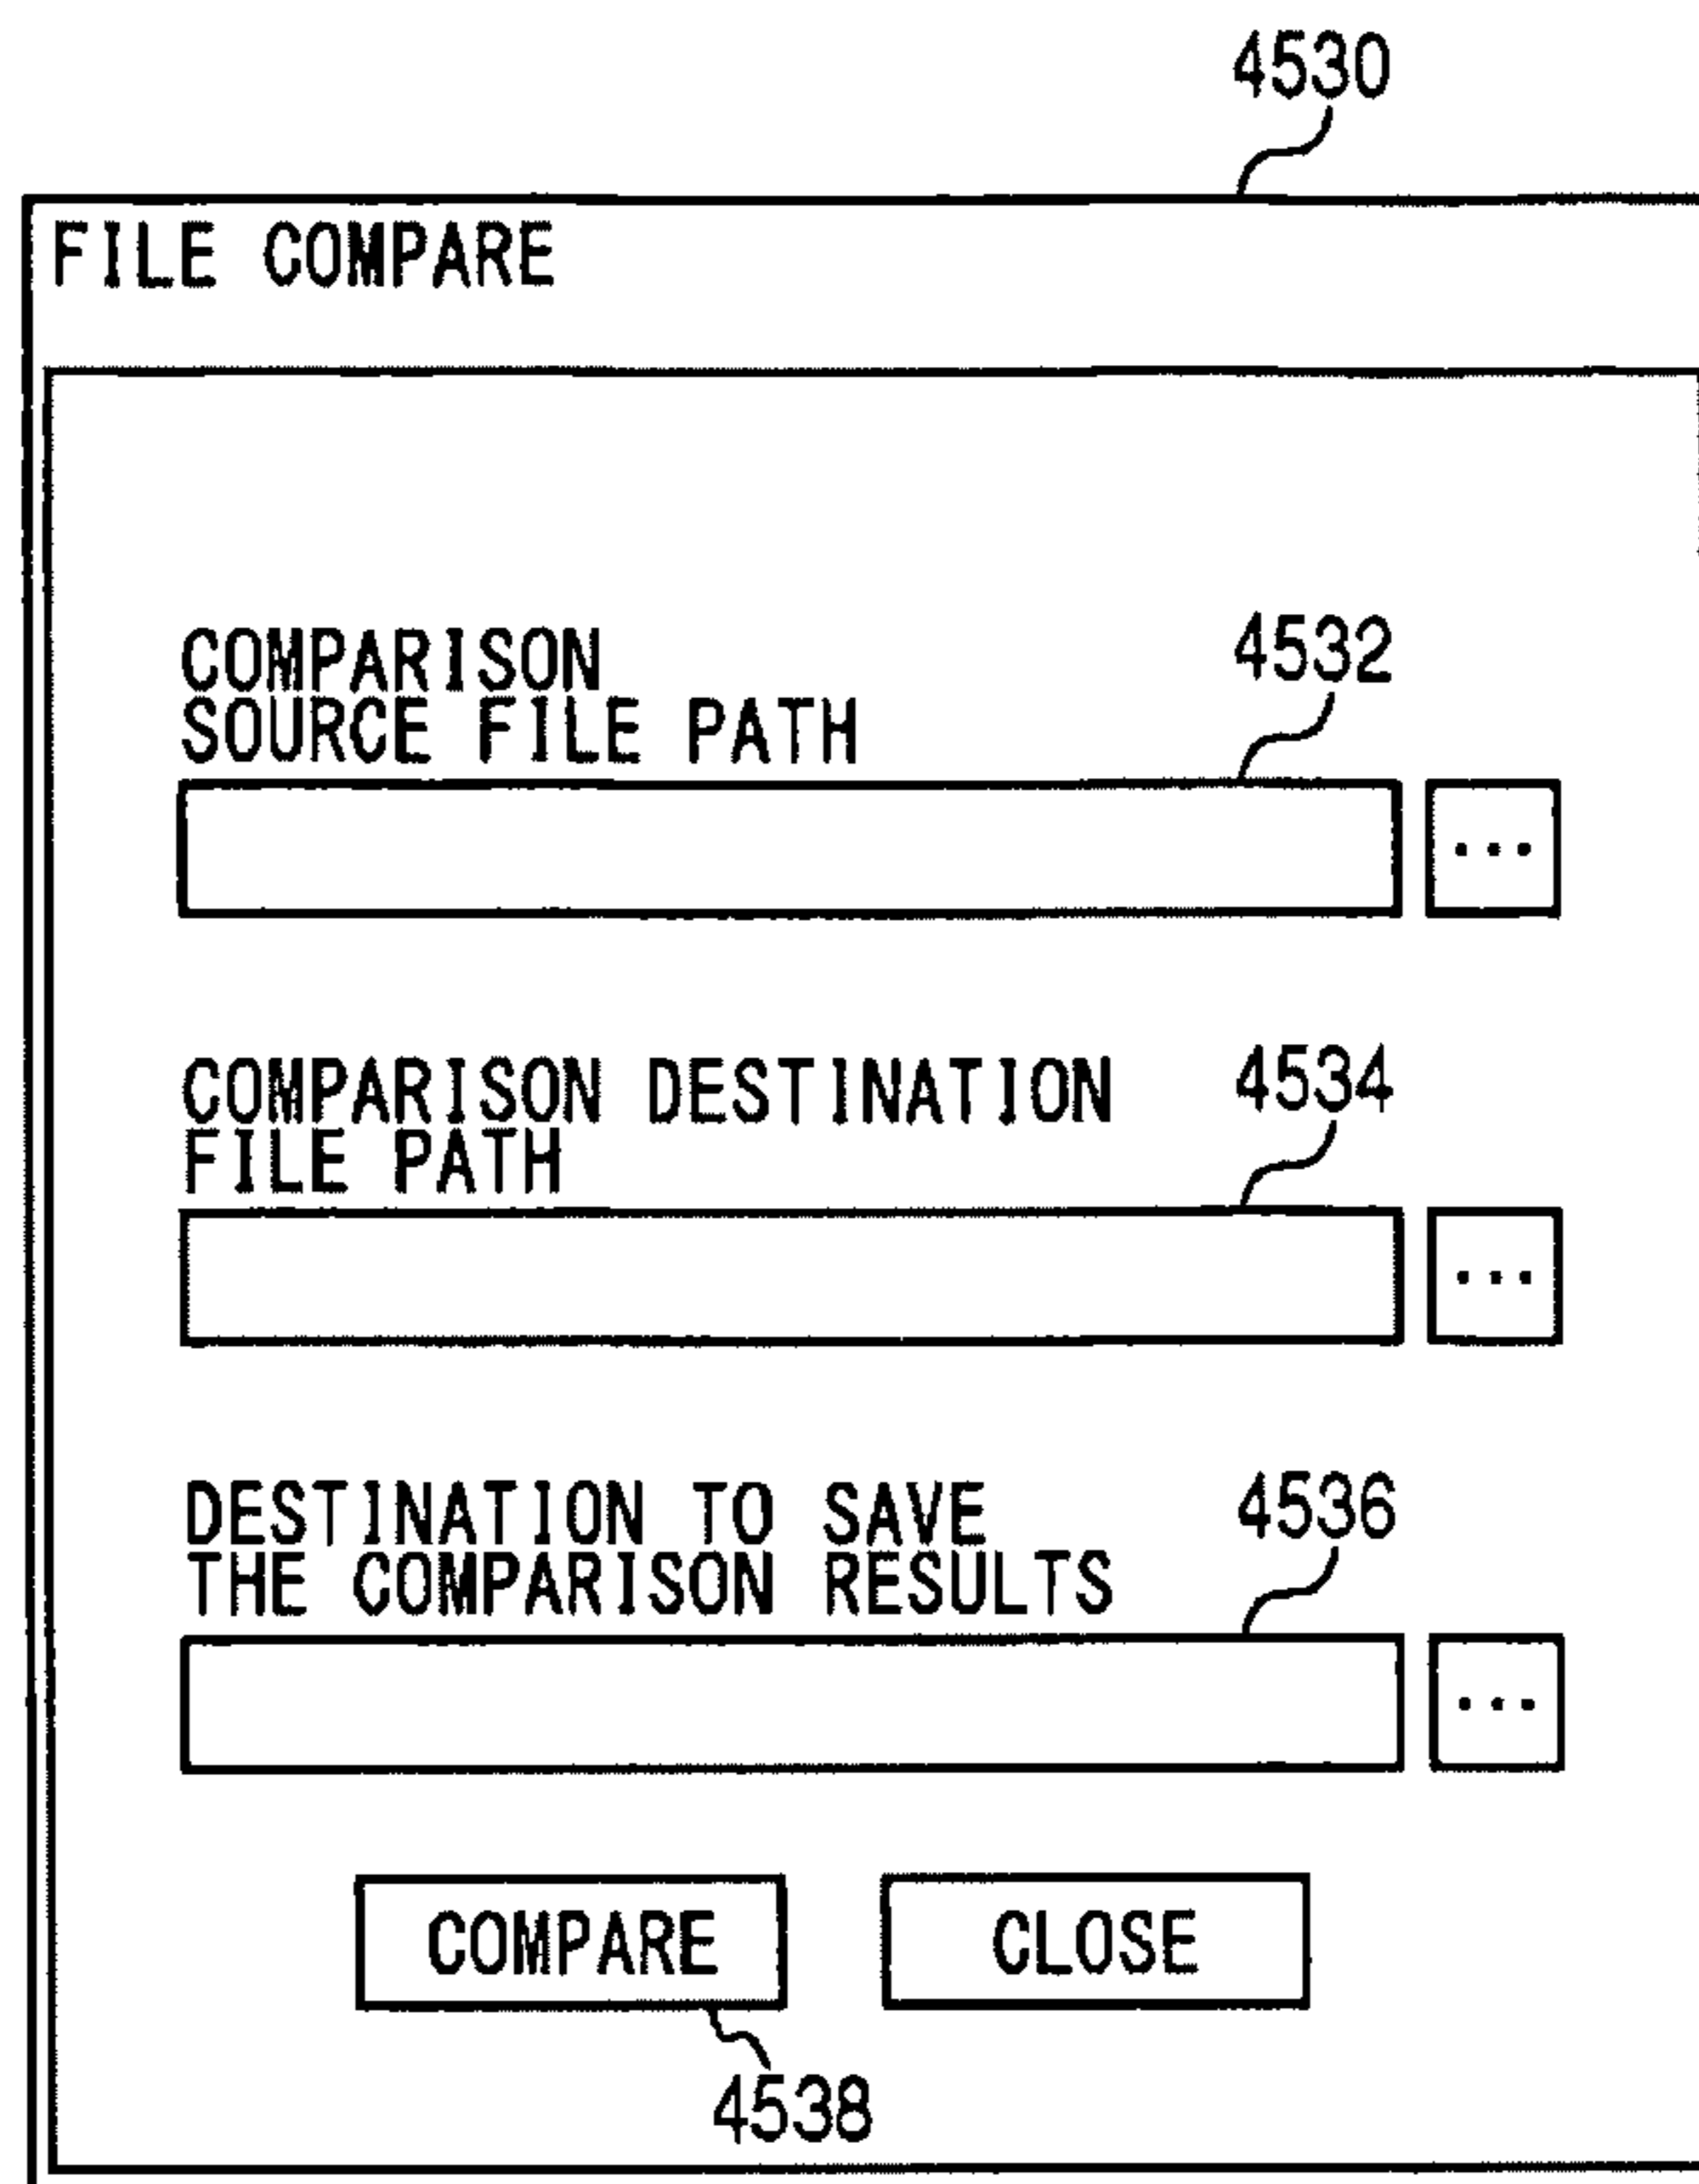 4530
FILE COMPARE
COMPARISON
SOURCE FILE PATH
4532
...
COMPARISON DESTINATION
FILE PATH
4534
...
DESTINATION TO SAVE
THE COMPARISON RESULTS
4536
...
COMPARE
CLOSE
4538